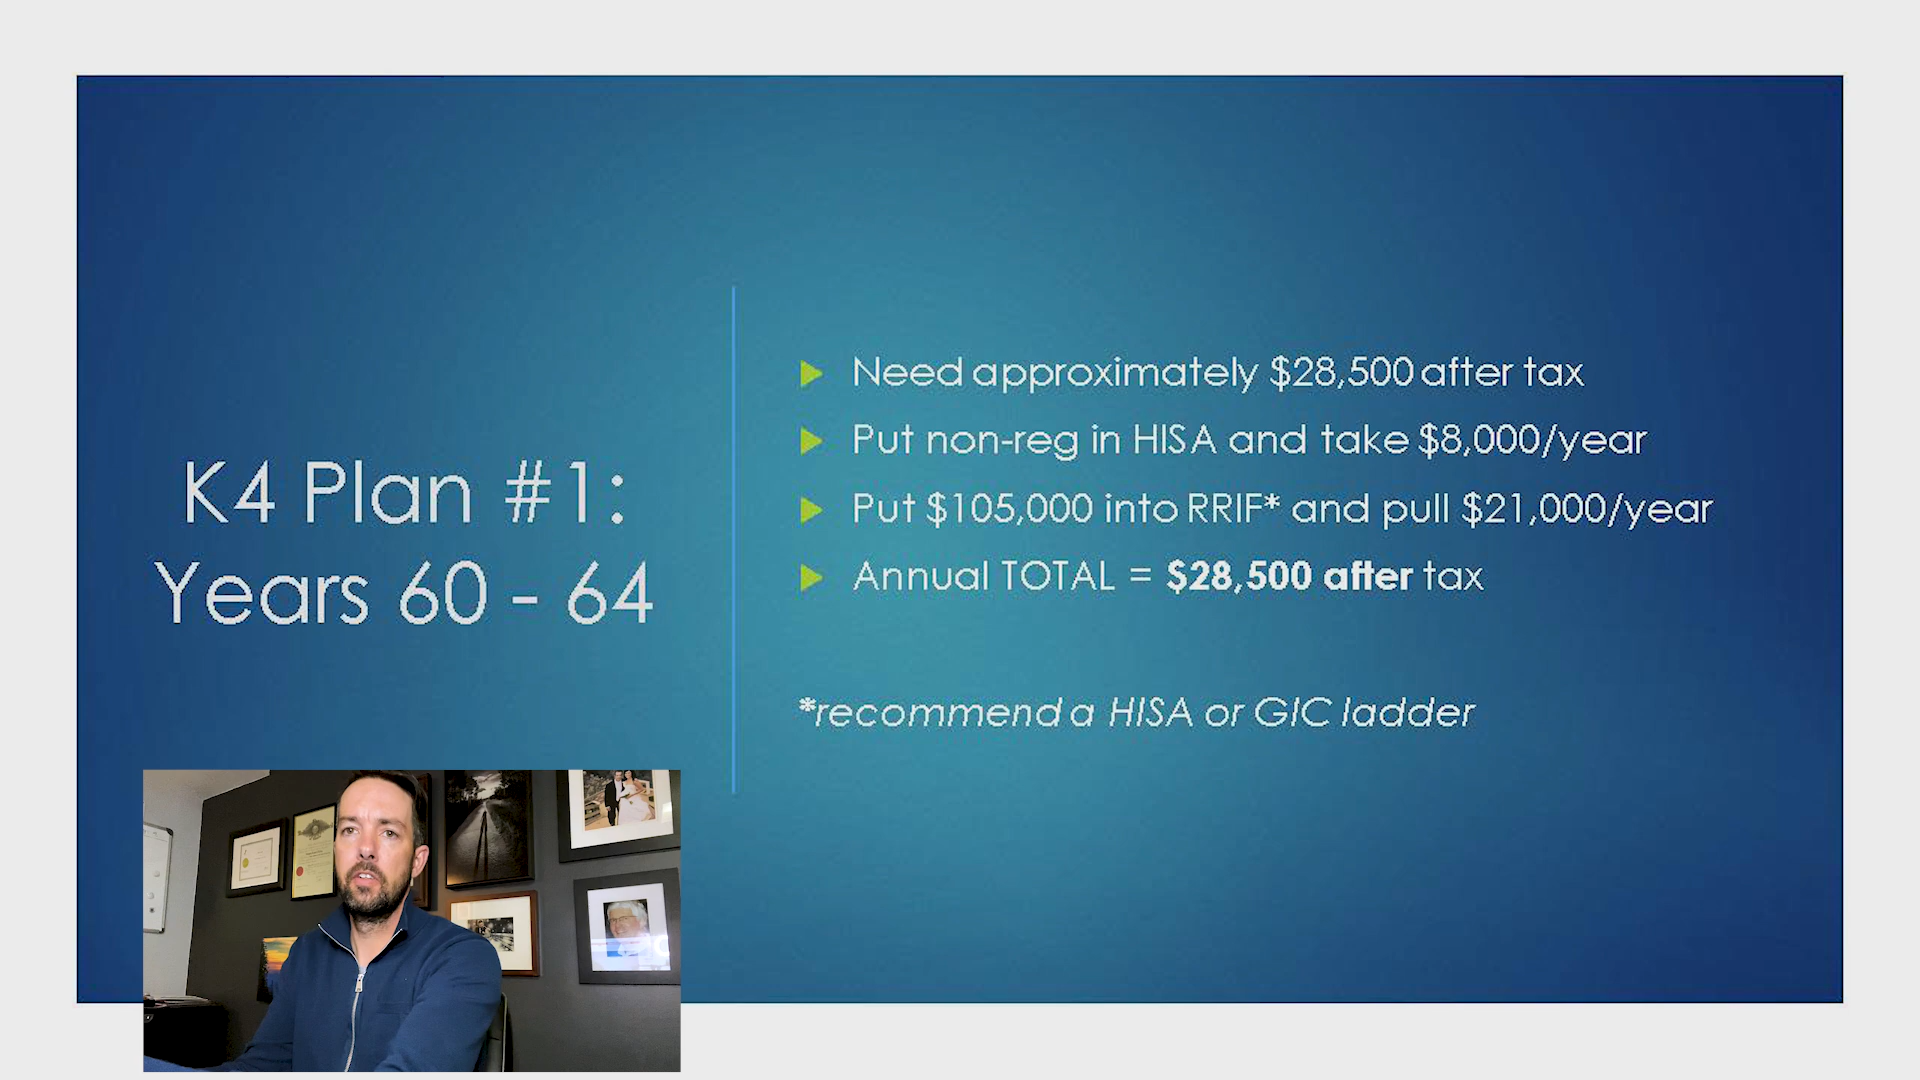 K4 Plan #1:
Years 60 - 64
Need approximately $28,500 after tax
Put non-reg in HISA and take $8,000/year
Put $105,000 into RRIF* and pull $21,000/year
Annual TOTAL = $28,500 after tax
*recommend a HISA or GIC ladder